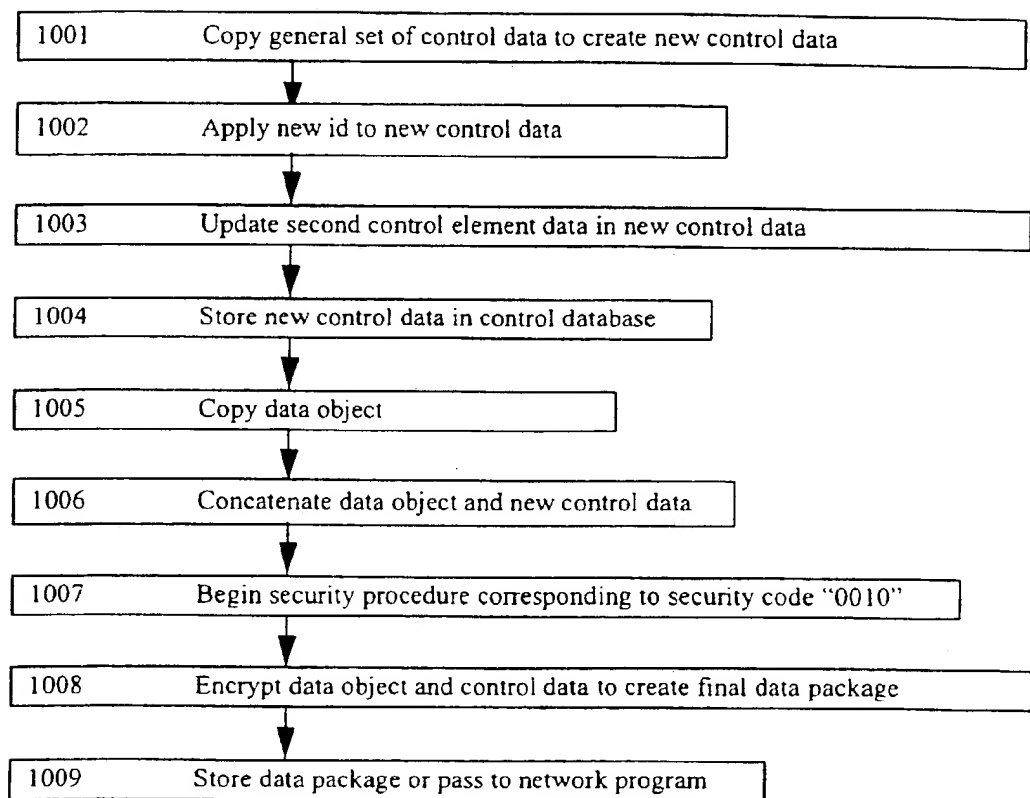 1001 Copy general set of control data to create new control data
1002 Apply new id to new control data
1003 Update second control element data in new control data
1004 Store new control data in control database
1005 Copy data object
1006 Concatenate data object and new control data
1007 Begin security procedure corresponding to security code “0010”
1008 Encrypt data object and control data to create final data package
1009 Store data package or pass to network program